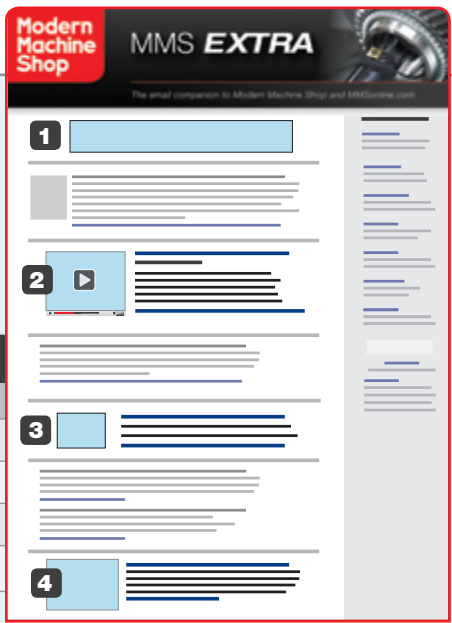 Modern
Machine
Shop
MMS EXTRA
The email companion to Modern Machine Shop and MMSonline.com
1
2
3
4